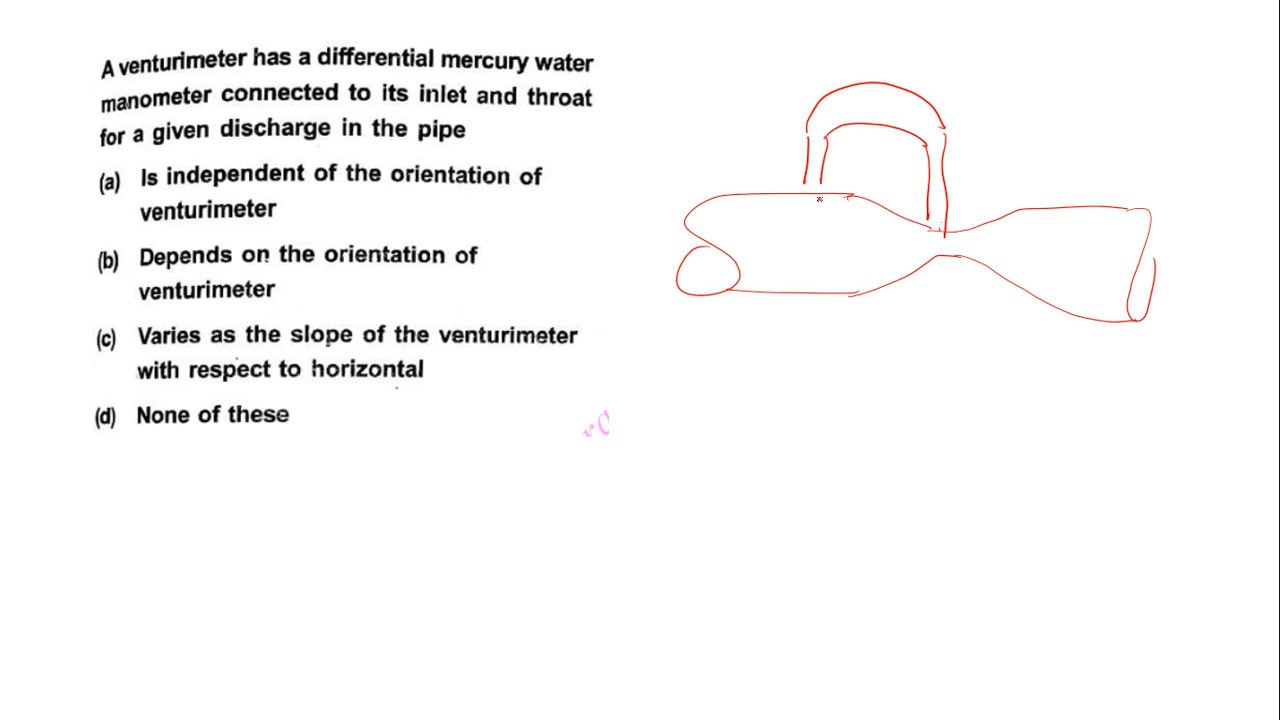 A venturimeter has a differential mercury water
manometer connected to its inlet and throat
for a given discharge in the pipe
(a) Is independent of the orientation of
venturimeter
(b) Depends on the orientation of
venturimeter
(c) Varies as the slope of the venturimeter
with respect to horizontal
(d) None of these